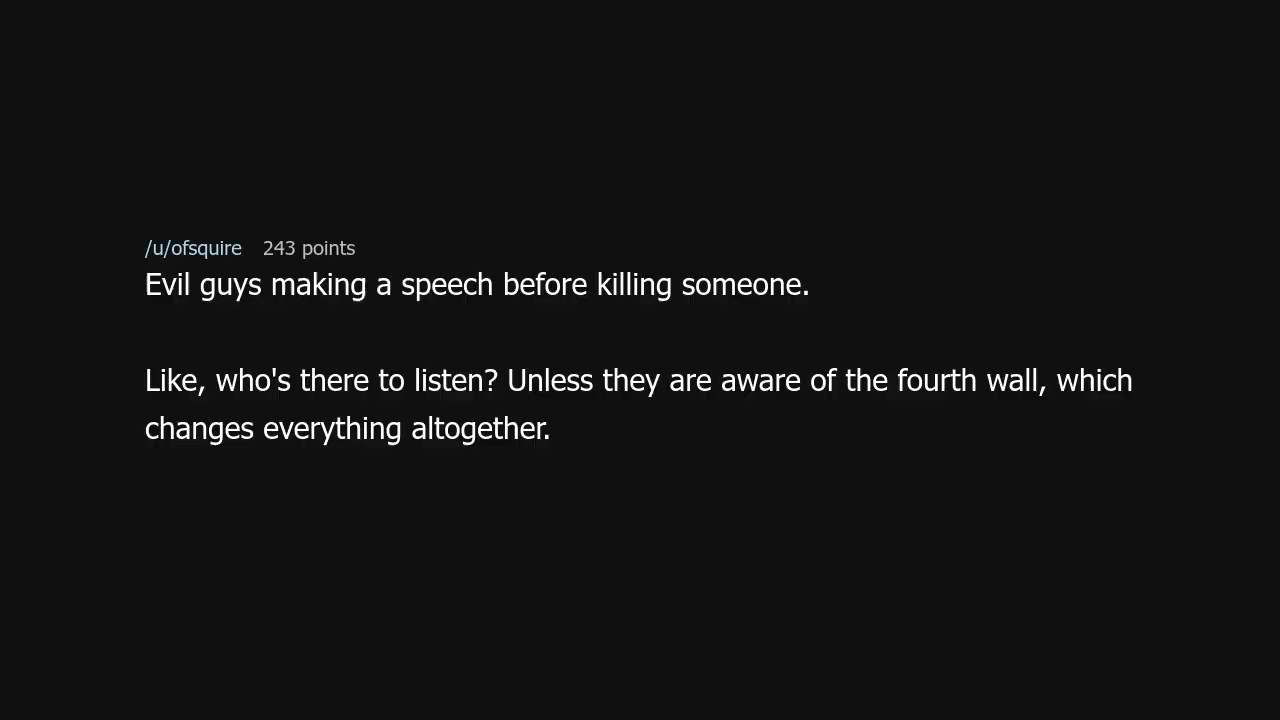 /u/ofsquire 243 points
Evil guys making a speech before killing someone.
Like, who's there to listen? Unless they are aware of the fourth wall, which
changes everything altogether.